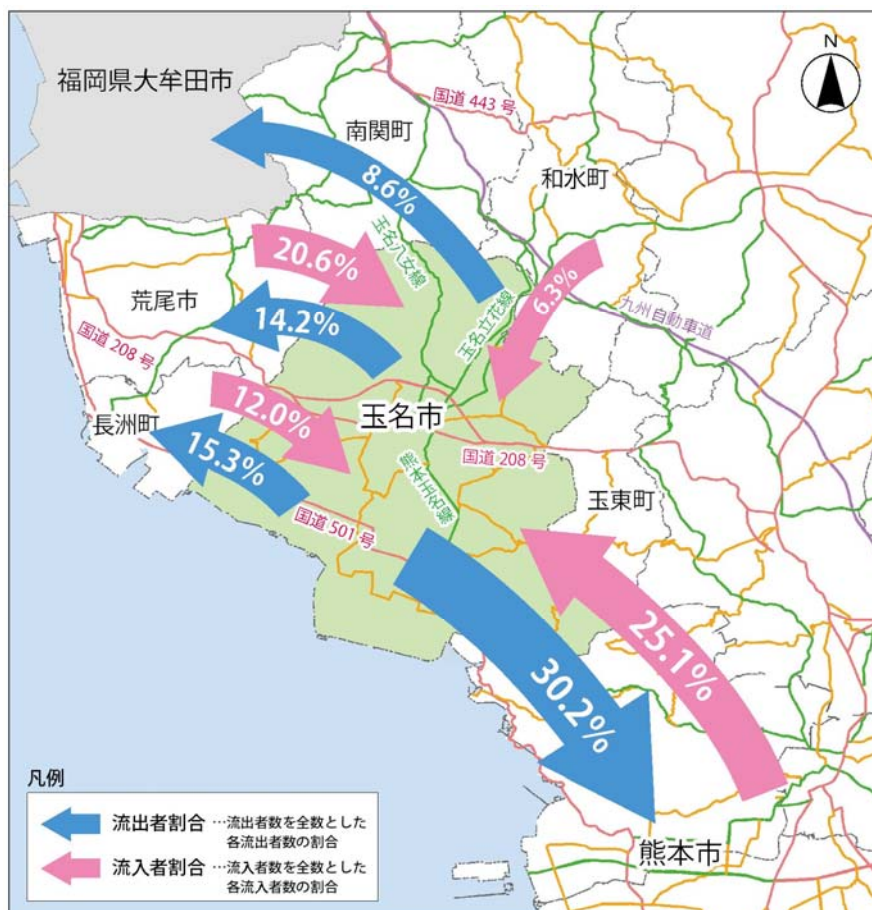 N
福岡県大牟田市
国道 443 号
南関町
和水町
8.6%
玉名八女線
20.6%
6.3%
荒尾市
14.2%
玉名立花線
九州自動車道
国道 208 号
12.0%
玉名市
長洲町
15.3%
国道 208 号
熊本玉名線
玉東町
国道 501 号
25.1%
30.2%
熊本市
凡例
流出者割合 …流出者数を全数とした
各流出者数の割合
流入者割合 …流入者数を全数とした
各流入者数の割合